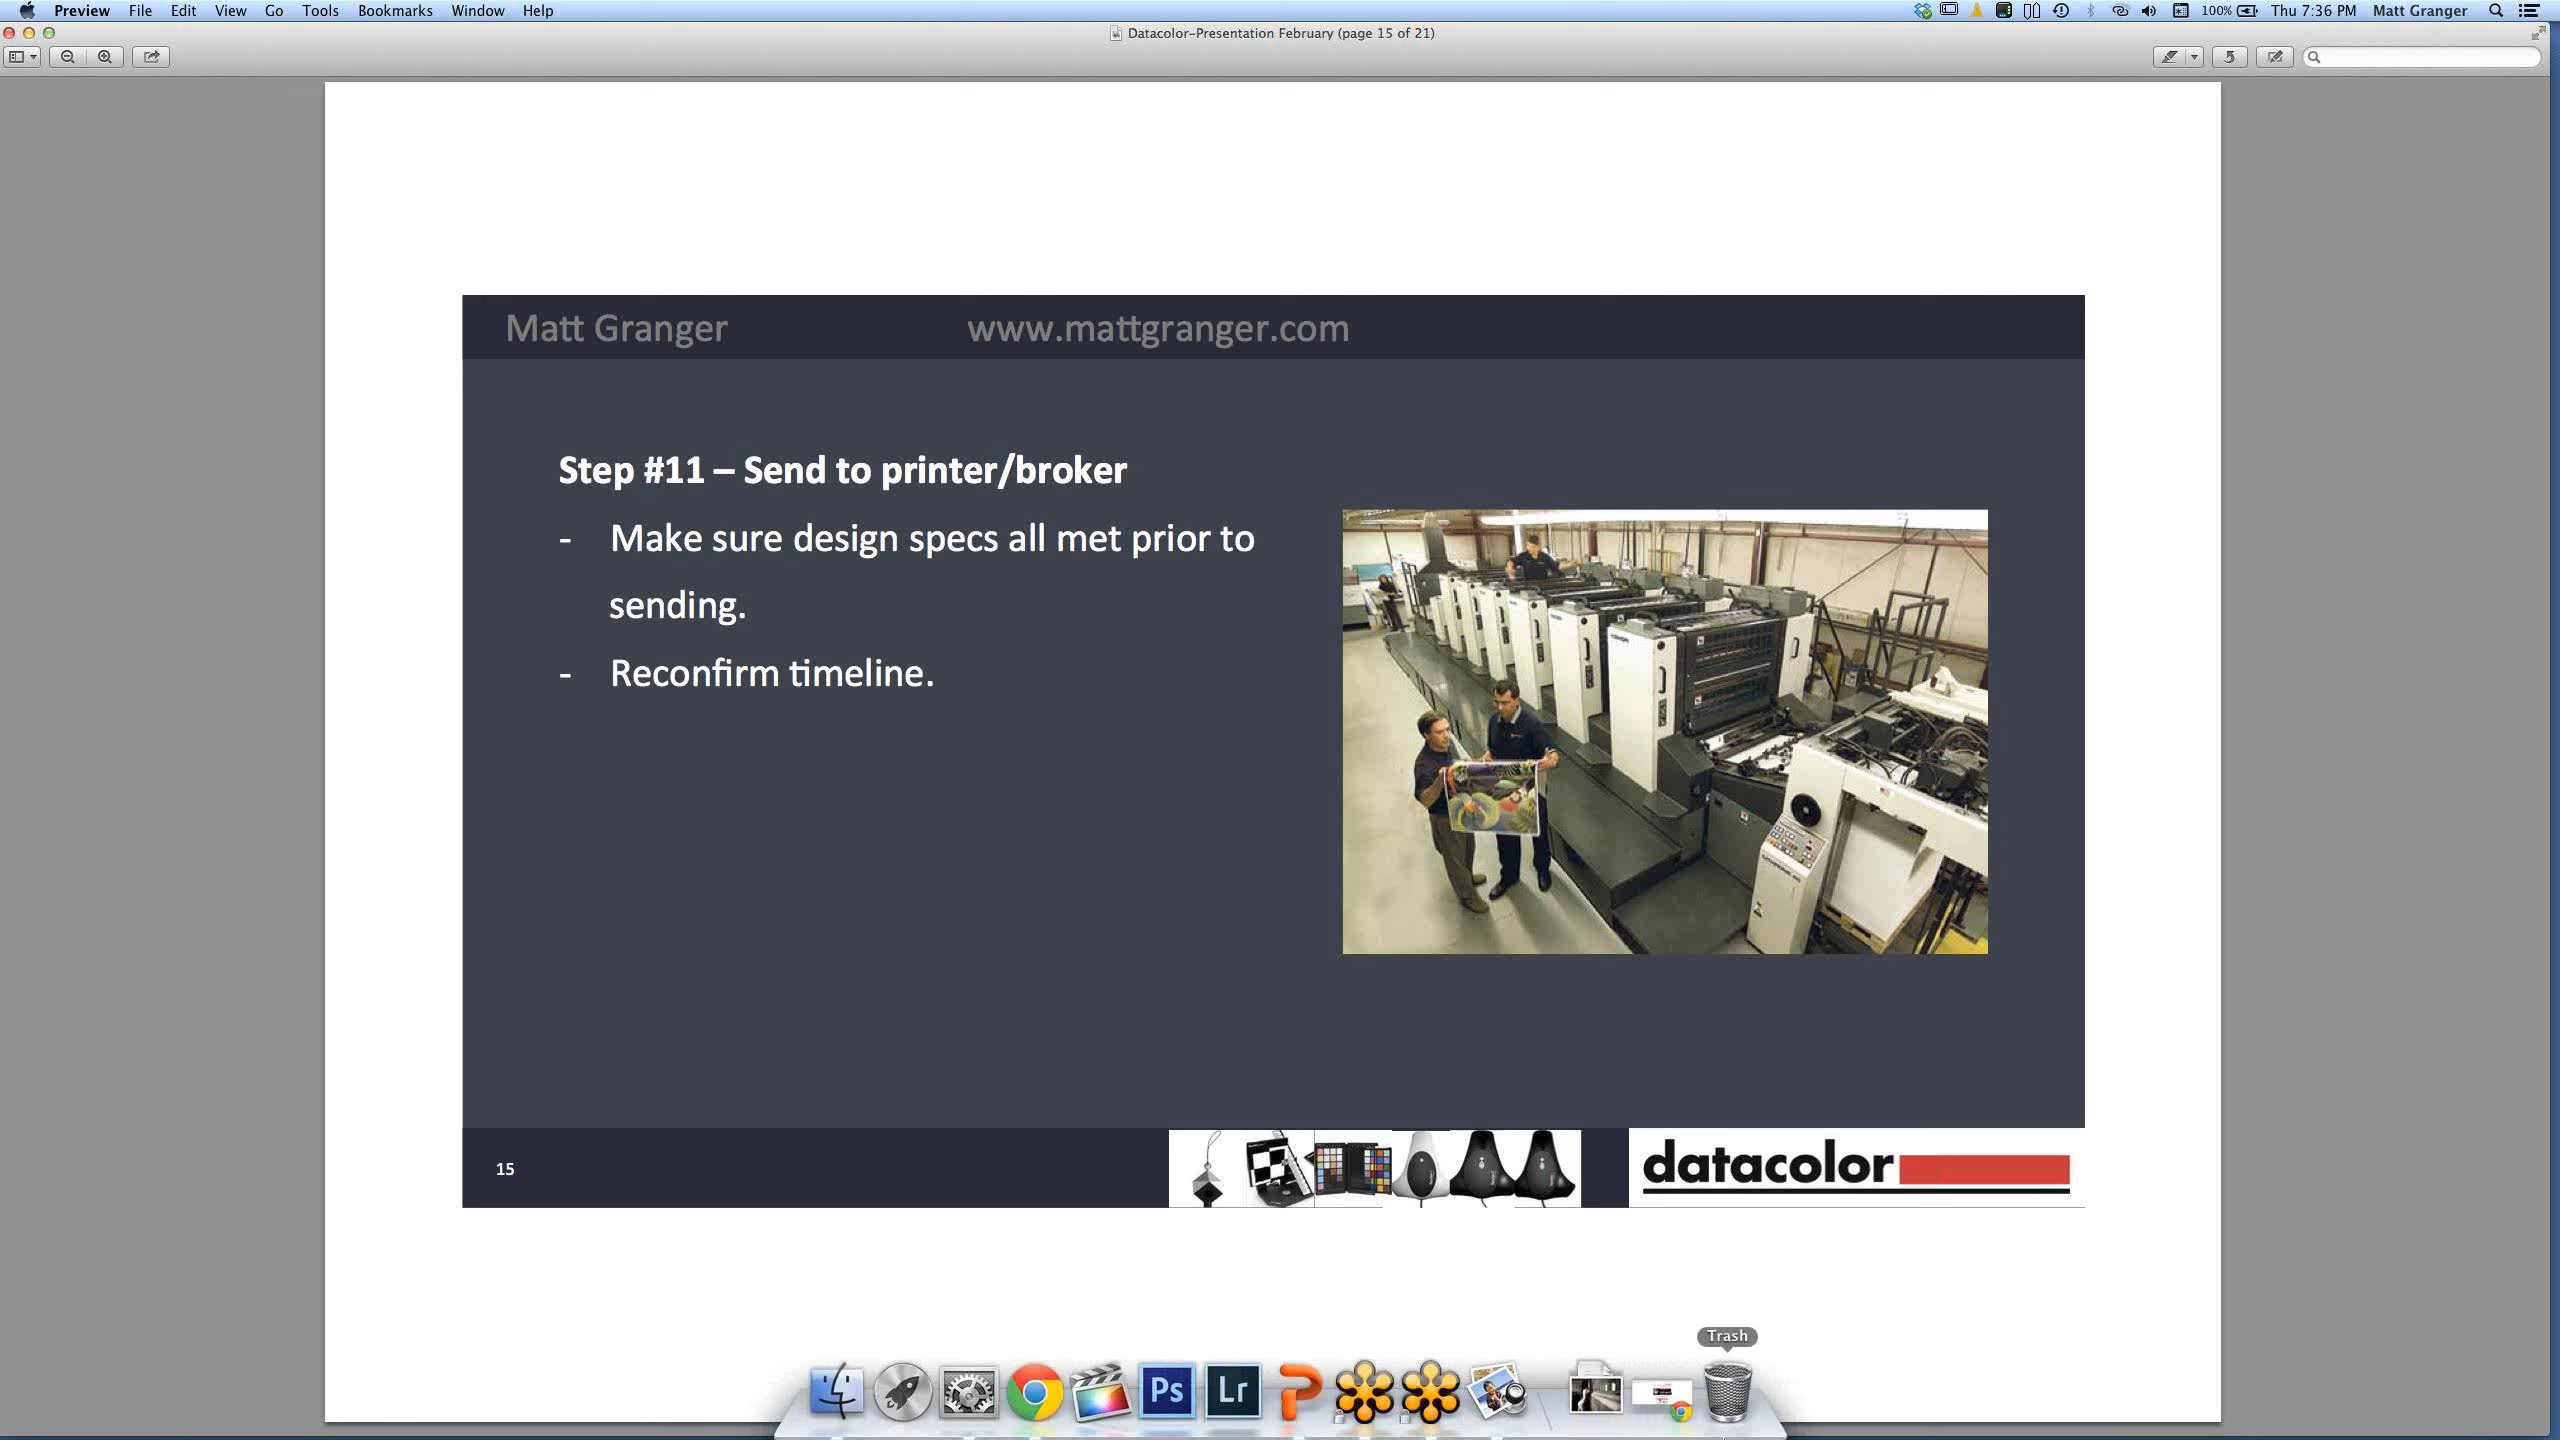 Preview File Edit View Go Tools Bookmarks Window Help 100% Thu 7:36 PM Matt Granger
Datacolor-Presentation February (page 15 of 21)
Matt Granger www.mattgranger.com
Step #11 – Send to printer/broker
- Make sure design specs all met prior to
sending.
- Reconfirm timeline.
15
datacolor
Trash
Ps Lr